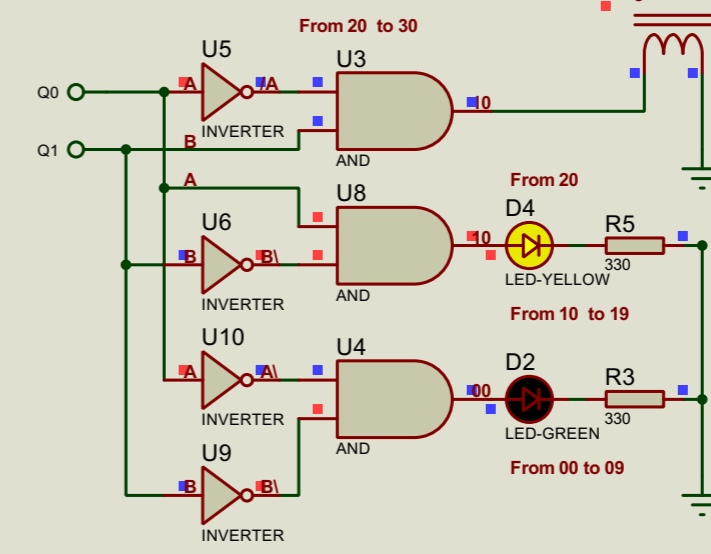 From 20 to 30
U5
U3
Q0
A
/A
10
INVERTER
Q1
B
AND
A
U8
From 20
D4
U6
R5
B
B\
10
330
LED-YELLOW
INVERTER
AND
From 10 to 19
U10
U4
D2
R3
A
A\
00
330
INVERTER
LED-GREEN
AND
U9
From 00 to 09
B
B\
INVERTER